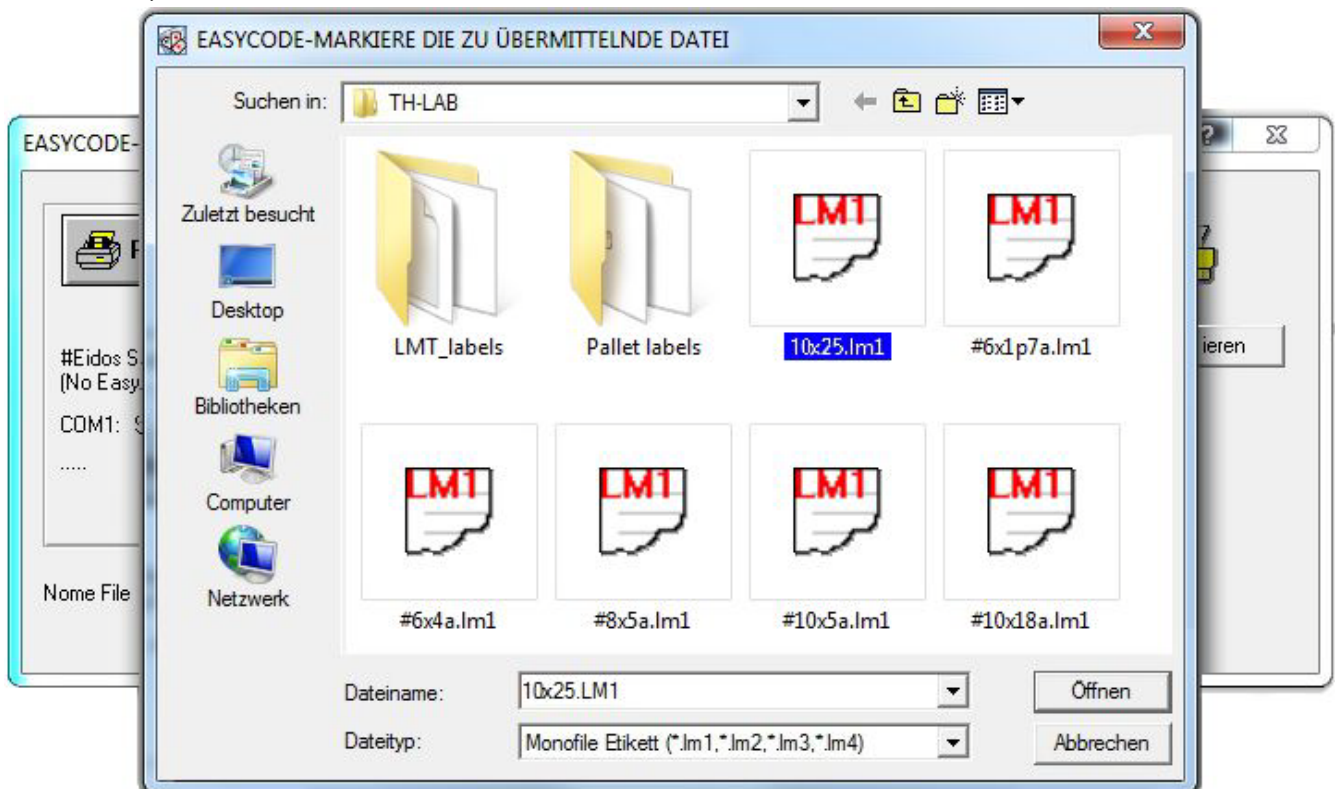 EASYCODE-MARKIERE DIE ZU ÜBERMITTELNDE DATEI
Suchen in: TH-LAB
EASYCODE-
Zuletzt besucht
Desktop
Bibliotheken
Computer
Netzwerk
LM1 LM1
LMT_labels Pallet labels 10x25.lm1 #6x1p7a.lm1
LM1 LM1 LM1 LM1
#6x4a.lm1 #8x5a.lm1 #10x5a.lm1 #10x18a.lm1
#Eidos S.
(No Easy
COM1: S
.....
Nome File
ieren
Dateiname: 10x25.LM1 Öffnen
Dateityp: Monofile Etikett (*.lm1,*.lm2,*.lm3,*.lm4) Abbrechen